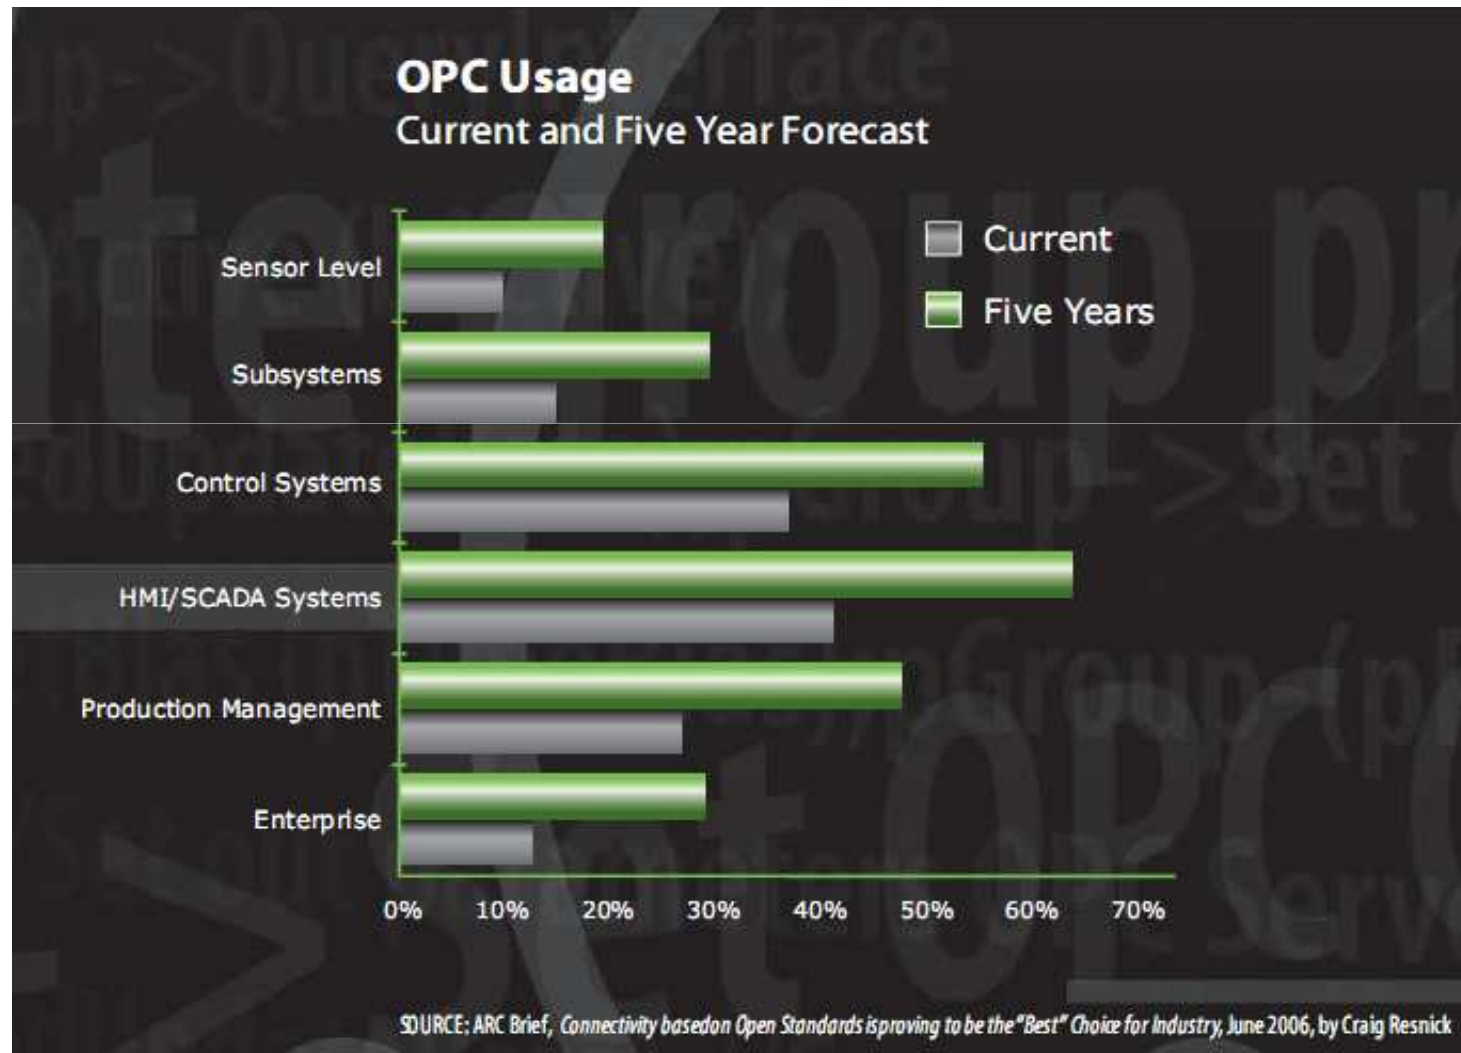 OPC Usage
Current and Five Year Forecast
Current
Five Years
Sensor Level
Subsystems
Control Systems
HMI/SCADA Systems
Production Management
Enterprise
0% 10% 20% 30% 40% 50% 60% 70%
SOURCE: ARC Brief, Connectivity basedon Open Standards isproving to be the "Best" Choice for Industry, June 2006, by Craig Resnick